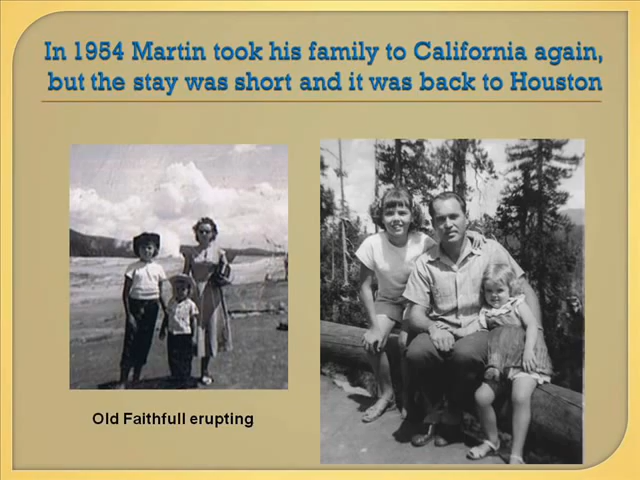 In 1954 Martin took his family to California again,
but the stay was short and it was back to Houston
Old Faithfull erupting